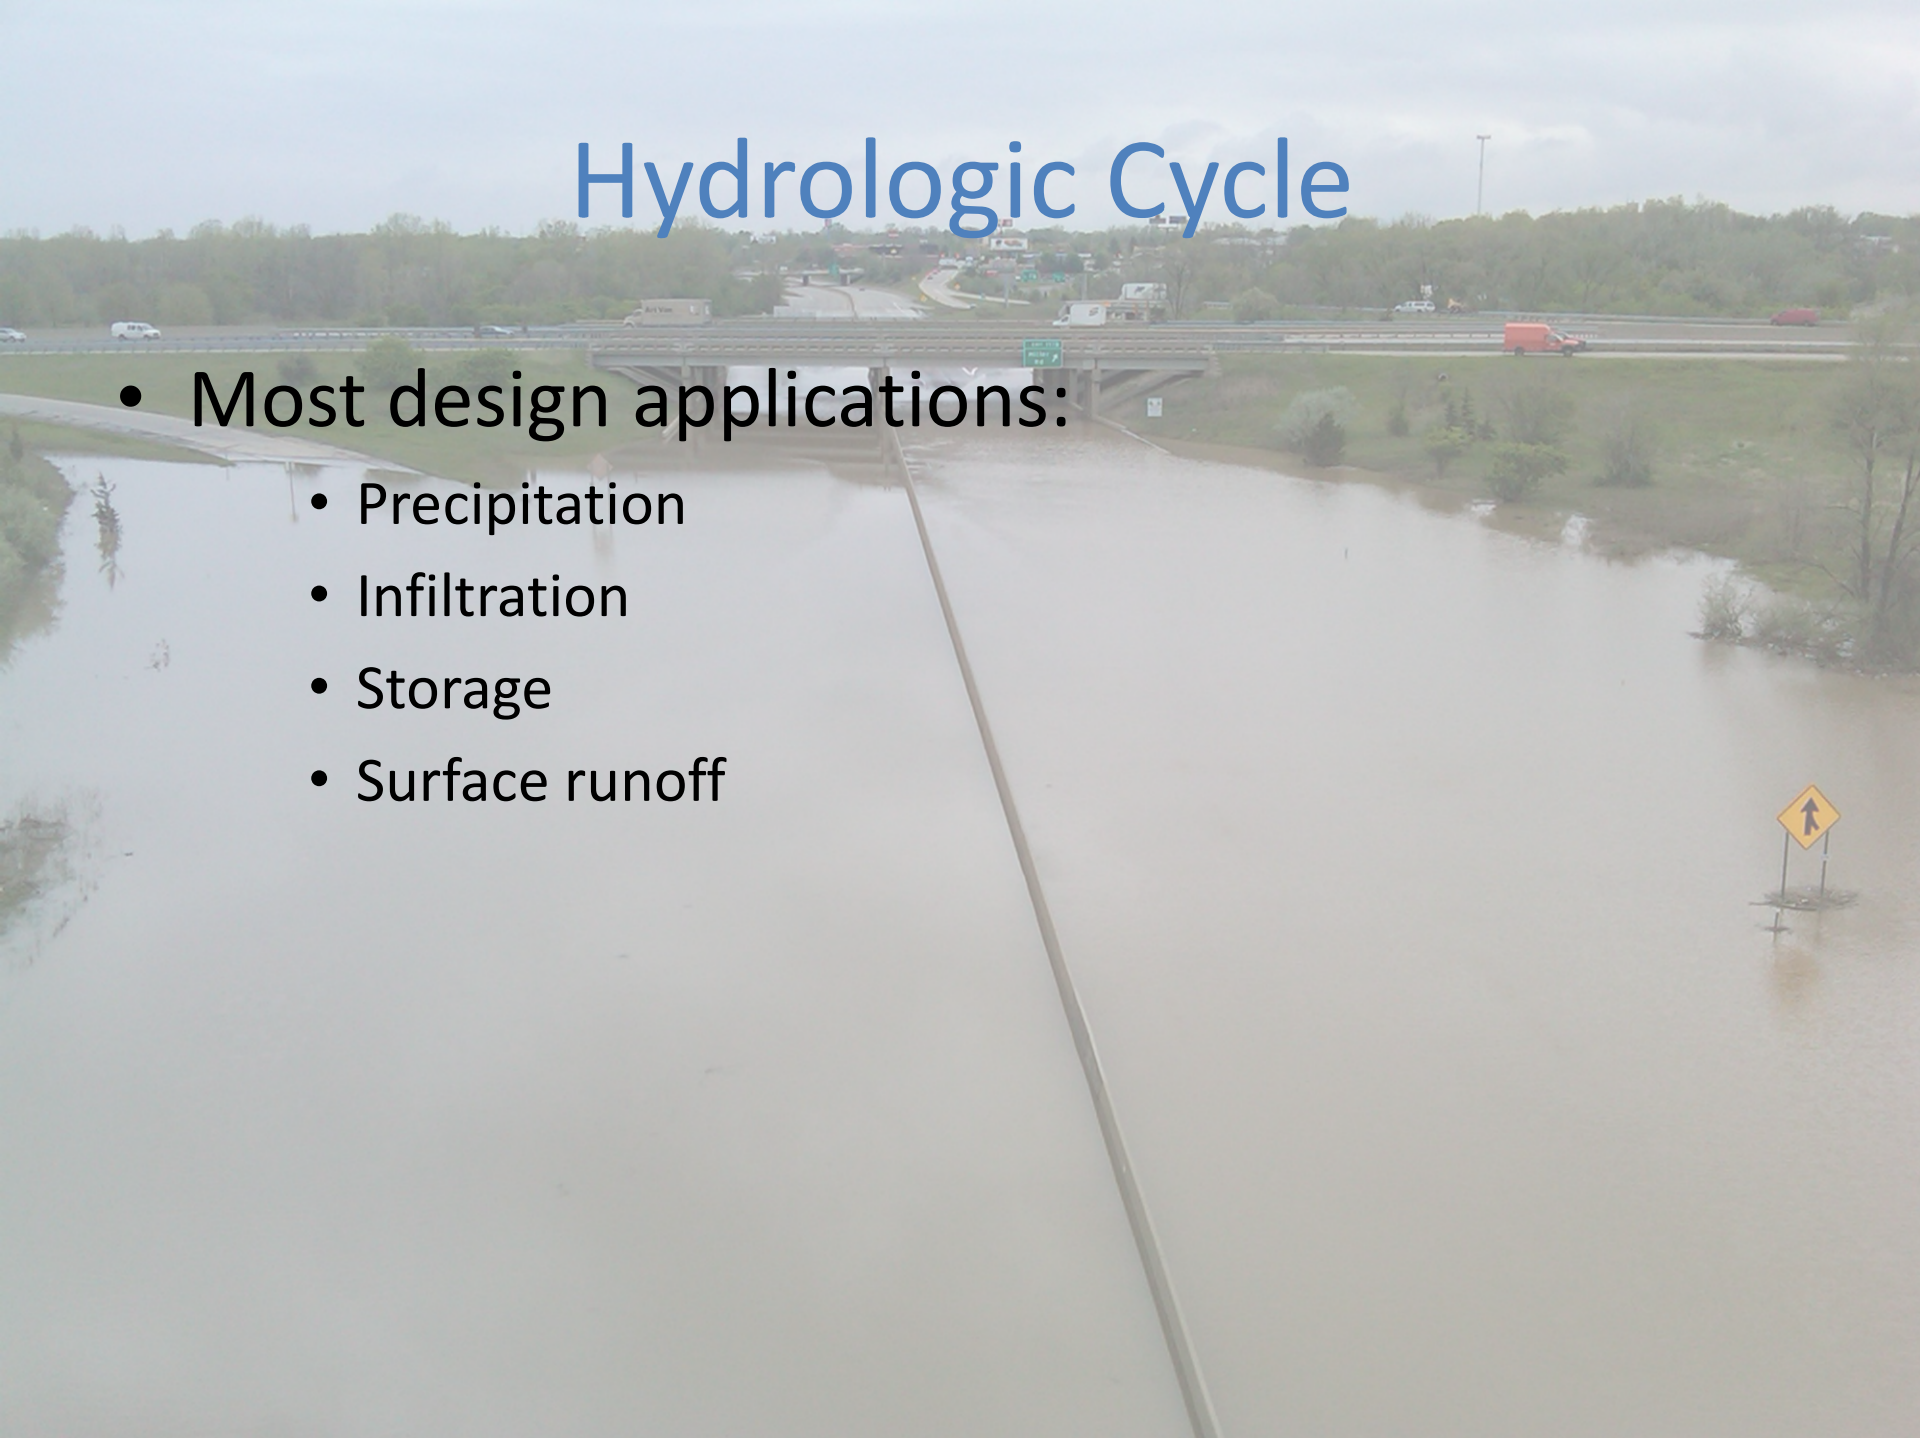 Hydrologic Cycle
• Most design applications:
• Precipitation
• Infiltration
• Storage
• Surface runoff